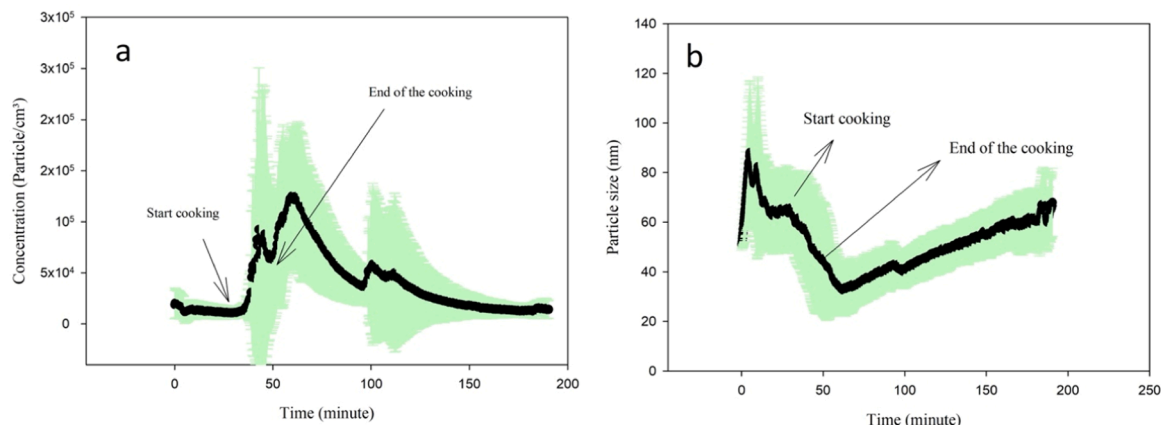 a
3x10⁵
3x10⁵
2x10⁵
2x10⁵
10⁵
5x10⁴
0
Concentration (Particle/cm³)
Start cooking
End of the cooking
0
50
100
150
200
Time (minute)
b
140
120
100
80
60
40
20
0
Particle size (nm)
Start cooking
End of the cooking
0
50
100
150
200
250
Time (minute)